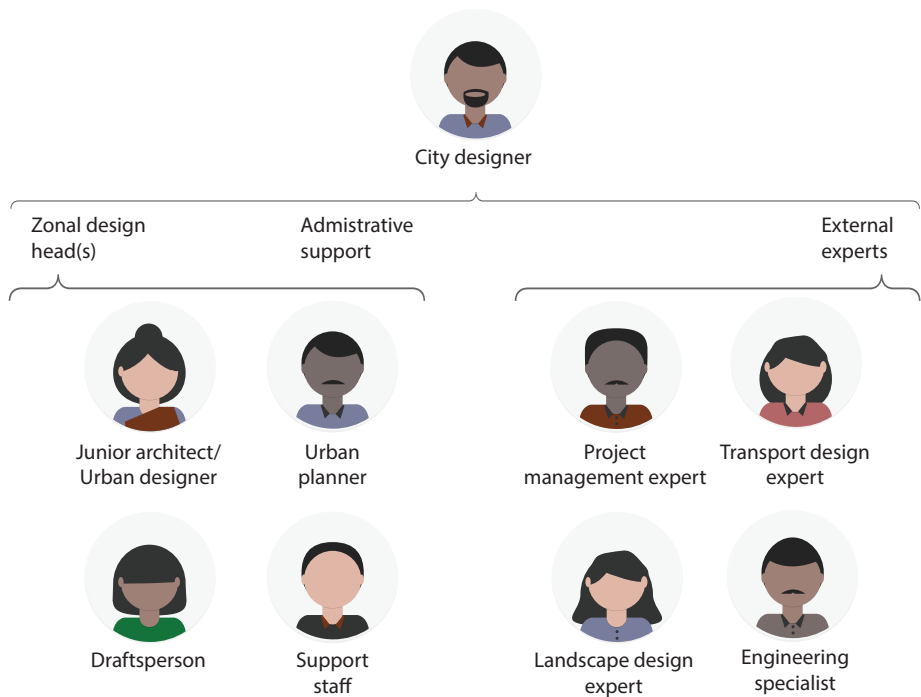 City designer
Zonal design
head(s)
Admistrative
support
External
experts
Junior architect/
Urban designer
Urban
planner
Project
management expert
Transport design
expert
Draftsperson
Support
staff
Landscape design
expert
Engineering
specialist